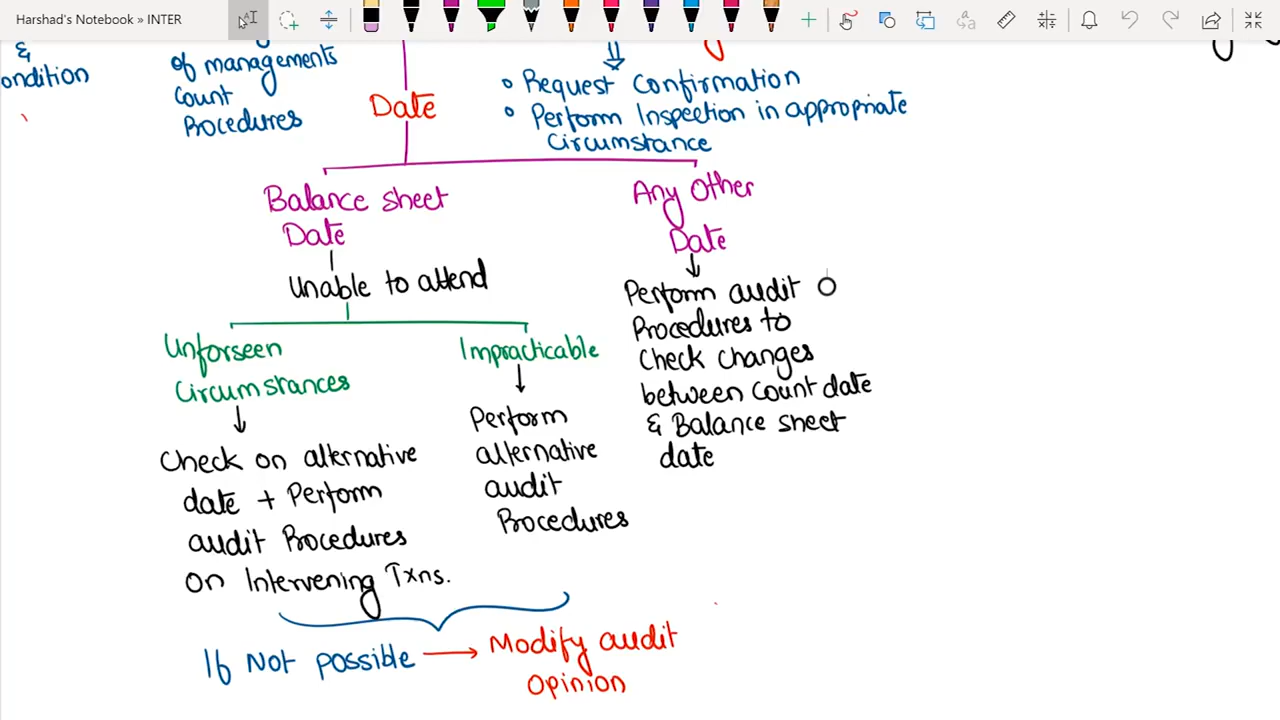 Harshad's Notebook » INTER
&
ondition
of managements
Count
Procedures
Date
Request Confirmation
Perform Inspection in appropriate
Circumstance
Balance sheet
Date
Any Other
Date
Unable to attend
Perform audit
Procedures to
Check changes
between count date
& Balance sheet
date
Unforseen
Circumstances
Impracticable
Check on alternative
date + Perform
audit Procedures
on Intervening Txns.
Perform
alternative
audit
Procedures
If Not possible → Modify audit
Opinion